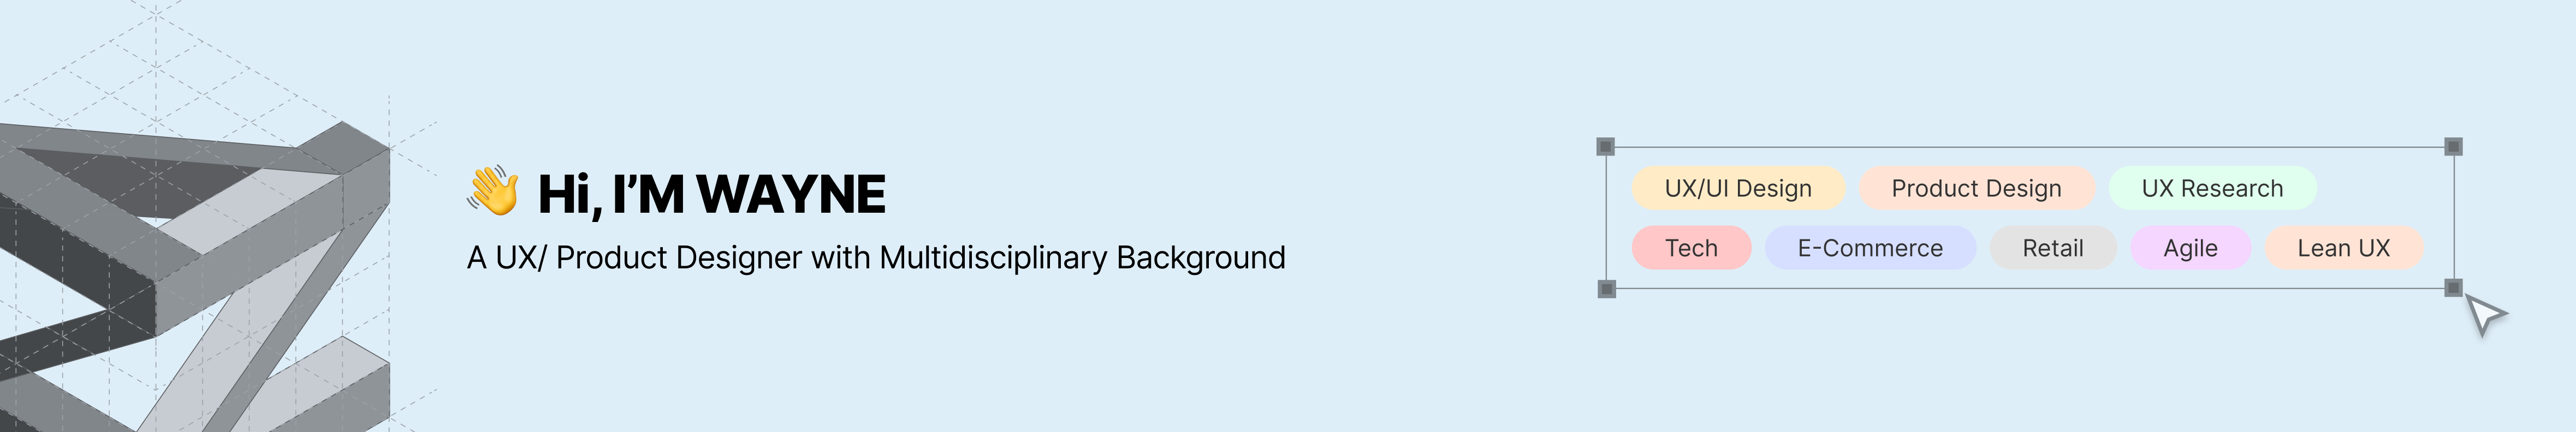 👋 Hi, I’M WAYNE
A UX/ Product Designer with Multidisciplinary Background
UX/UI Design Product Design UX Research
Tech E-Commerce Retail Agile Lean UX